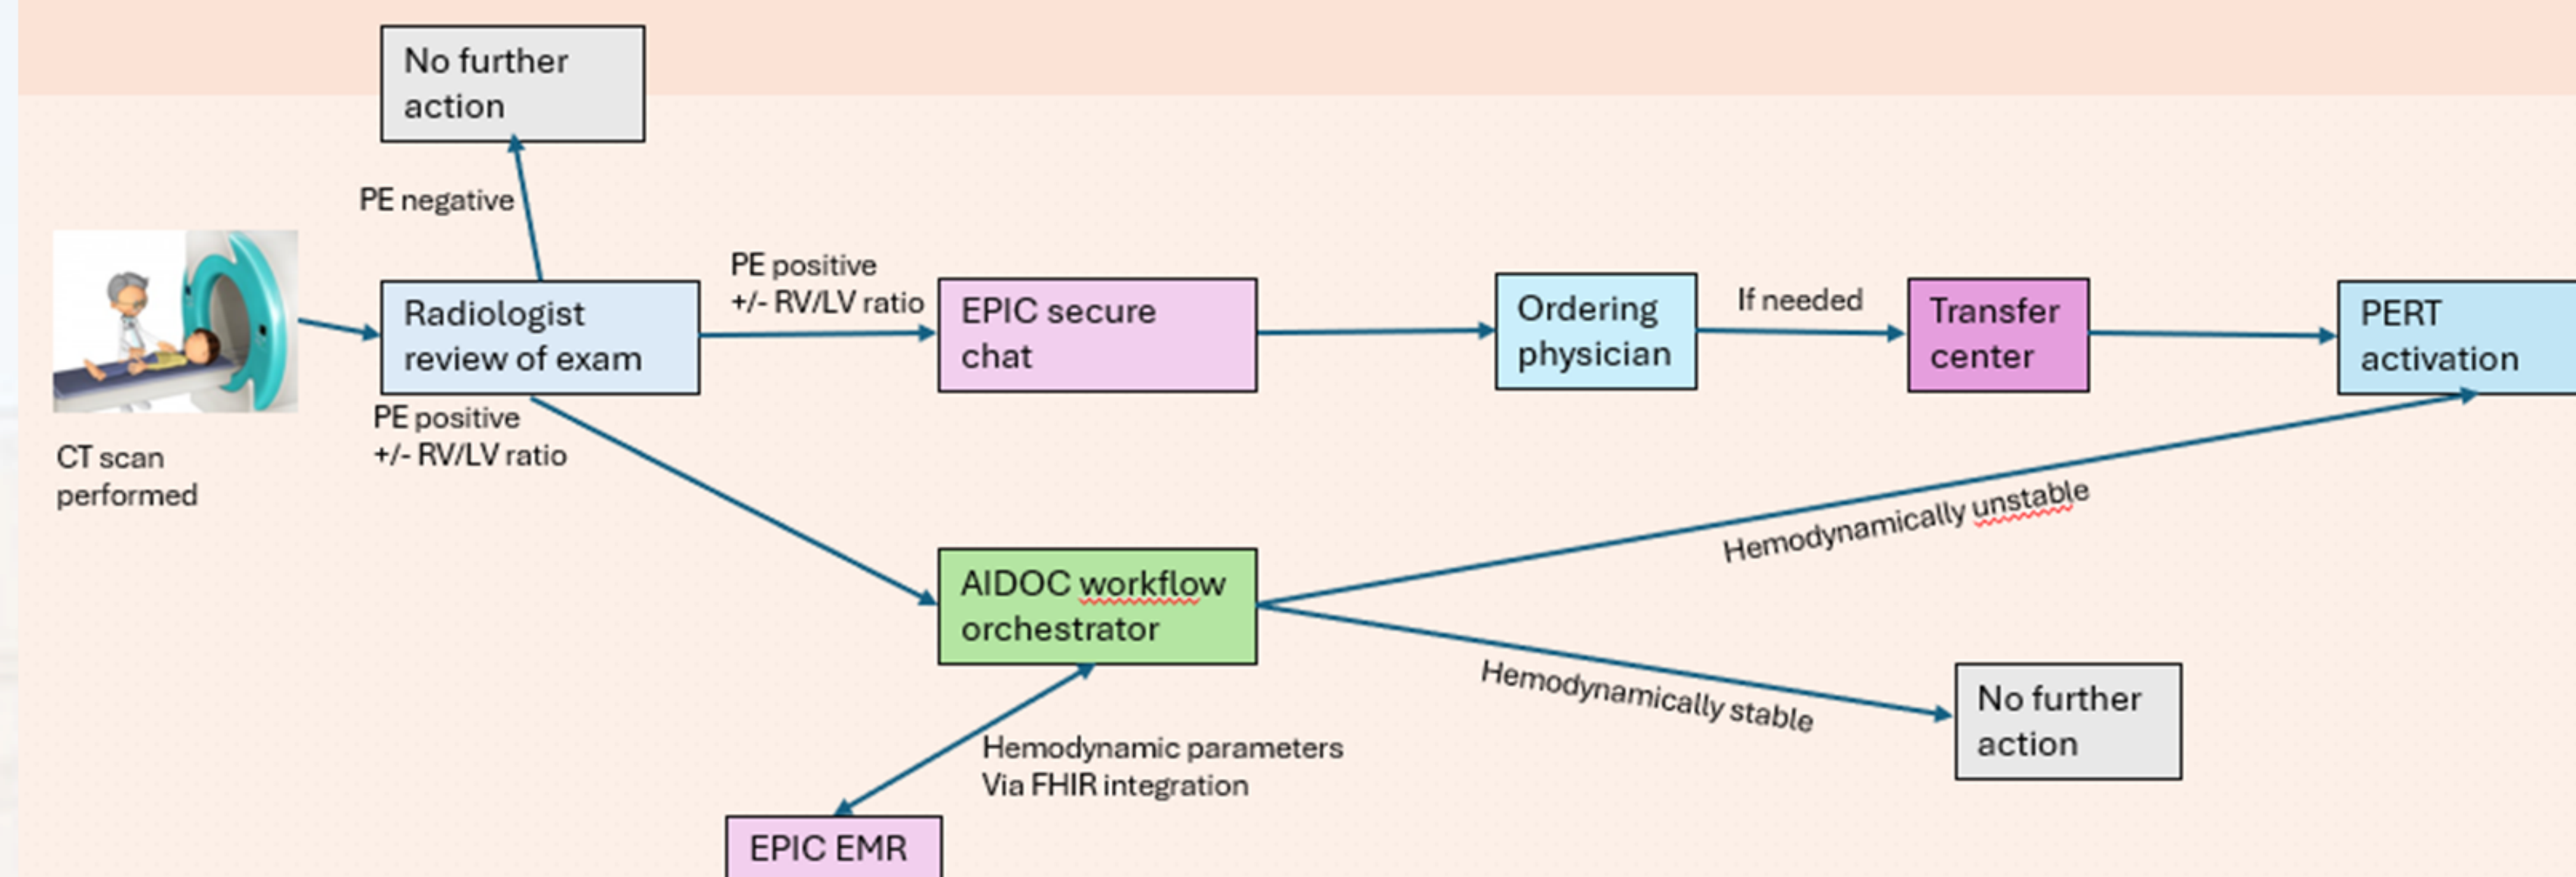 No further
action
PE negative
PE positive
+/- RV/LV ratio
Radiologist
review of exam
EPIC secure
chat
Ordering
physician
If needed
Transfer
center
PERT
activation
PE positive
+/- RV/LV ratio
CT scan
performed
Hemodynamically unstable
AIDOC workflow
orchestrator
Hemodynamically stable
No further
action
Hemodynamic parameters
Via FHIR integration
EPIC EMR